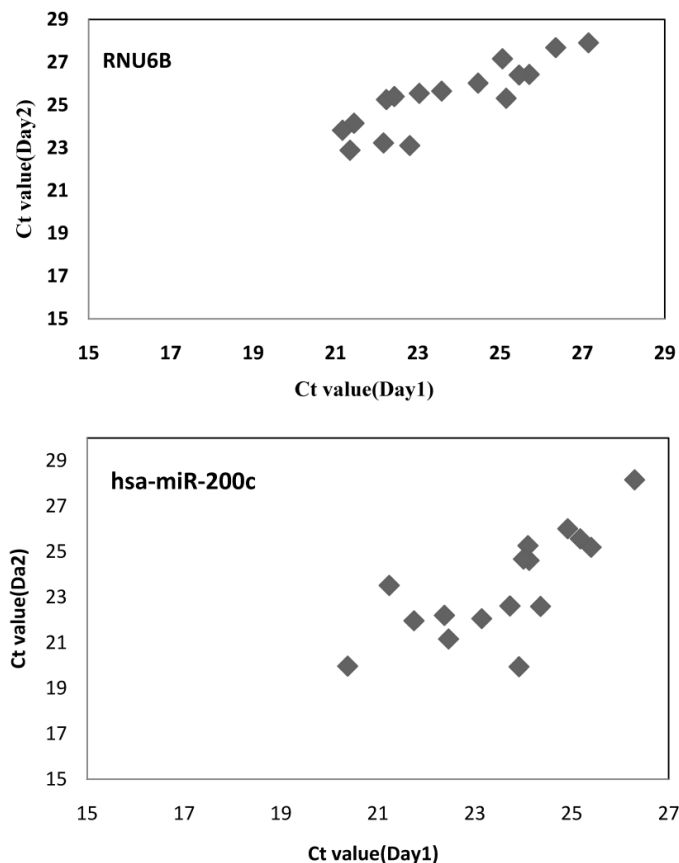 29
RNU6B
27
25
23
21
19
17
15
Ct value(Day2)
15 17 19 21 23 25 27 29
Ct value(Day1)
29
hsa-miR-200c
27
25
23
21
19
17
15
Ct value(Da2)
15 17 19 21 23 25 27
Ct value(Day1)